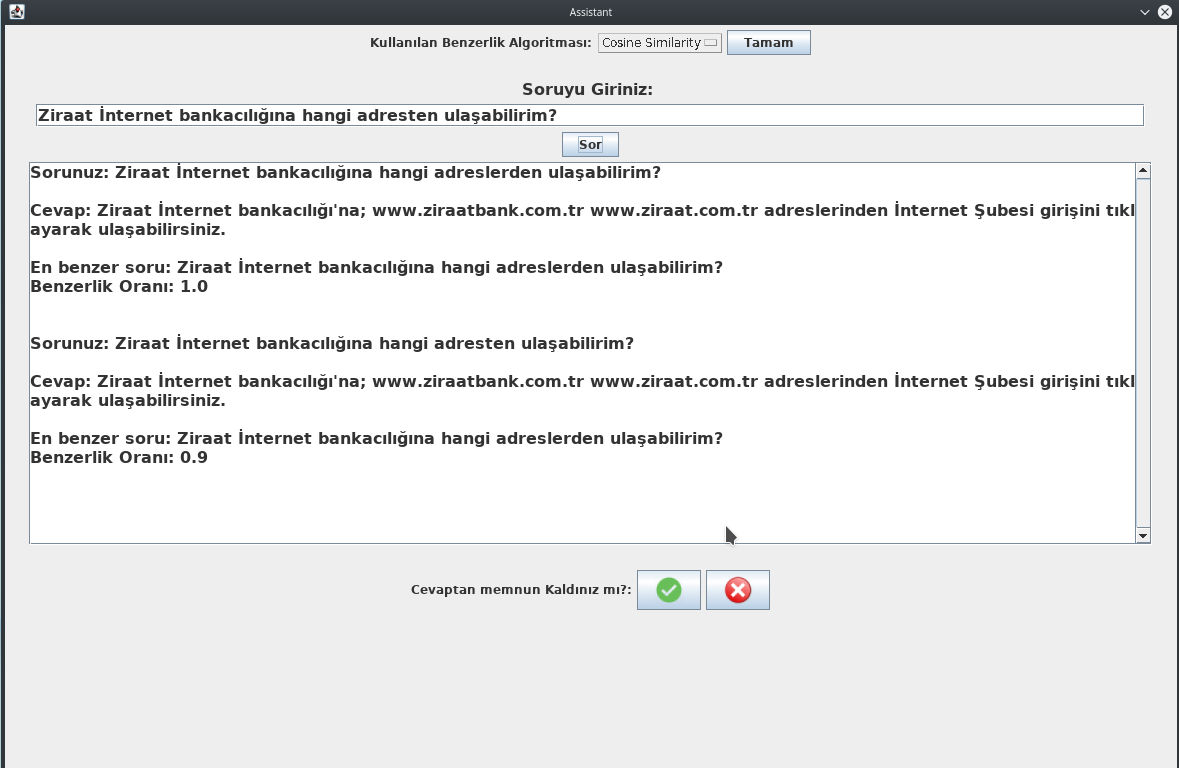 Assistant
Kullanılan Benzerlik Algoritması: Cosine Similarity Tamam
Soruyu Giriniz:
Ziraat İnternet bankacılığına hangi adresten ulaşabilirim?
Sor
Sorunuz: Ziraat İnternet bankacılığına hangi adreslerden ulaşabilirim?
Cevap: Ziraat İnternet bankacılığı'na; www.ziraatbank.com.tr www.ziraat.com.tr adreslerinden İnternet Şubesi girişini tıkl
ayarak ulaşabilirsiniz.
En benzer soru: Ziraat İnternet bankacılığına hangi adreslerden ulaşabilirim?
Benzerlik Oranı: 1.0
Sorunuz: Ziraat İnternet bankacılığına hangi adresten ulaşabilirim?
Cevap: Ziraat İnternet bankacılığı'na; www.ziraatbank.com.tr www.ziraat.com.tr adreslerinden İnternet Şubesi girişini tıkl
ayarak ulaşabilirsiniz.
En benzer soru: Ziraat İnternet bankacılığına hangi adreslerden ulaşabilirim?
Benzerlik Oranı: 0.9
Cevaptan memnun Kaldınız mı?: